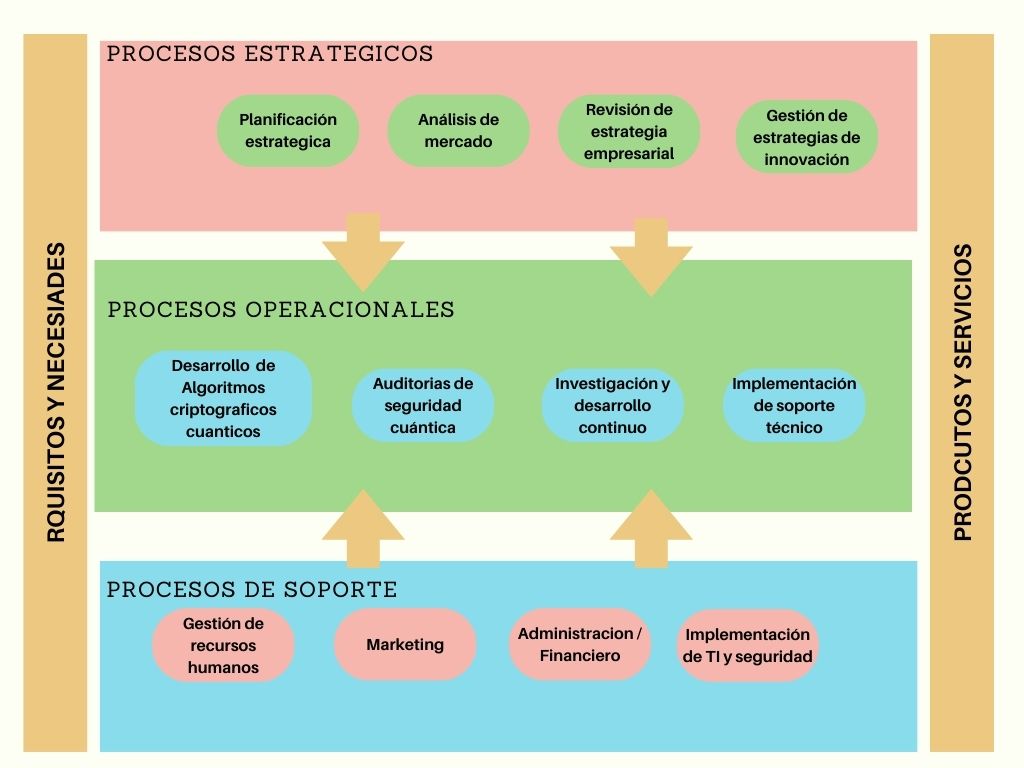 PROCESOS ESTRATEGICOS
Planificación
estrategica
Análisis de
mercado
Revisión de
estrategia
empresarial
Gestión de
estrategias de
innovación
RQUISITOS Y NECESIADES
PROCESOS OPERACIONALES
Desarrollo de
Algoritmos
criptograficos
cuanticos
Auditorias de
seguridad
cuántica
Investigación y
desarrollo
continuo
Implementación
de soporte
técnico
PRODCUTOS Y SERVICIOS
PROCESOS DE SOPORTE
Gestión de
recursos
humanos
Marketing
Administracion /
Financiero
Implementación
de TI y seguridad